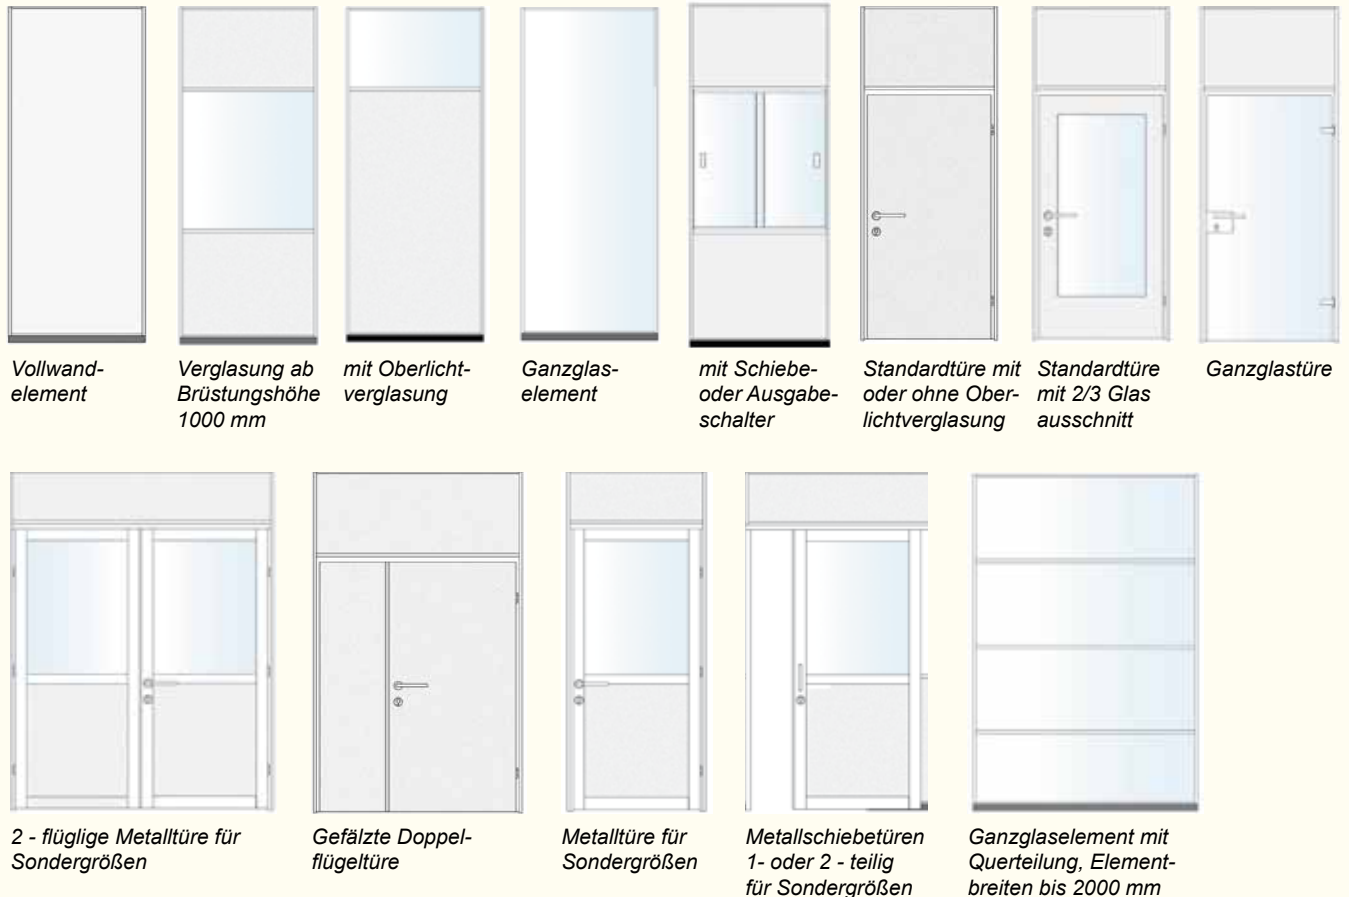 Vollwand-
element
Verglasung ab
Brüstungshöhe
1000 mm
mit Oberlicht-
verglasung
Ganzglas-
element
mit Schiebe-
oder Ausgabe-
schalter
Standardtüre mit
oder ohne Ober-
lichtverglasung
Standardtüre
mit 2/3 Glas
ausschnitt
Ganzglastüre
2 - flüglige Metalltüre für
Sondergrößen
Gefälzte Doppel-
flügeltüre
Metalltüre für
Sondergrößen
Metallschiebetüren
1- oder 2 - teilig
für Sondergrößen
Ganzglaselement mit
Querteilung, Element-
breiten bis 2000 mm